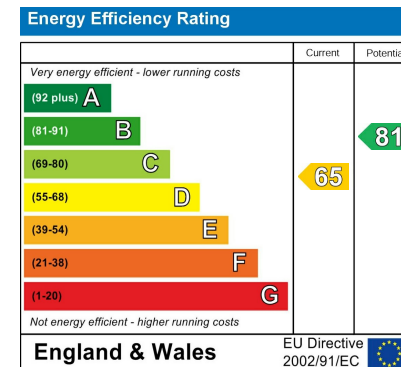 Energy Efficiency Rating
Current Potentia
Very energy efficient - lower running costs
(92 plus) A
(81-91) B
81
(69-80) C
65
(55-68) D
(39-54) E
(21-38) F
(1-20) G
Not energy efficient - higher running costs
England & Wales
EU Directive
2002/91/EC